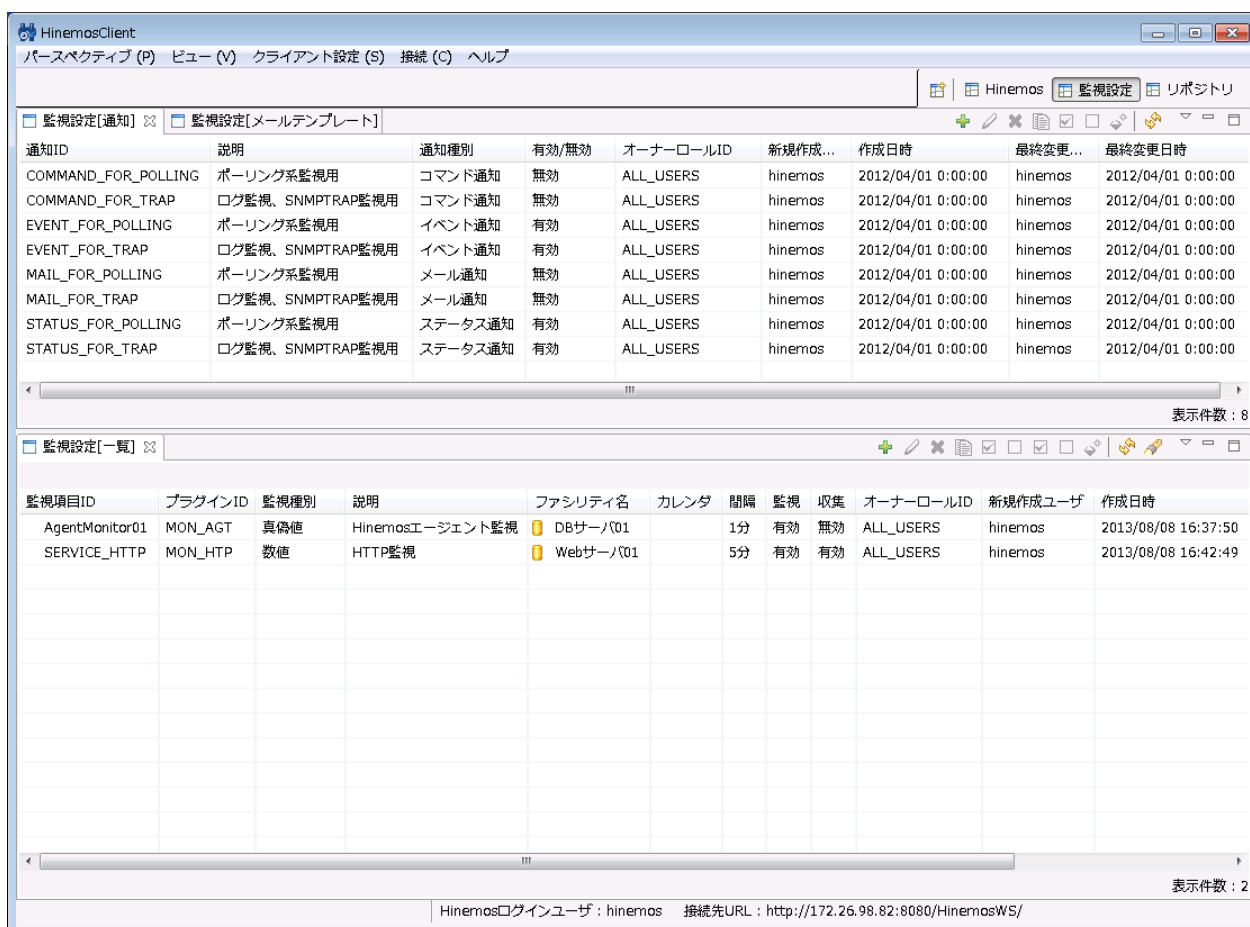 HinemosClient
パースペクティブ (P) ビュー (V) クライアント設定 (S) 接続 (C) ヘルプ
Hinemos 監視設定 リポジトリ
監視設定[通知] 監視設定[メールテンプレート]
通知ID 説明 通知種別 有効/無効 オーナーロールID 新規作成... 作成日時 最終変更... 最終変更日時
COMMAND_FOR_POLLING ポーリング系監視用 コマンド通知 無効 ALL_USERS hinemos 2012/04/01 0:00:00 hinemos 2012/04/01 0:00:00
COMMAND_FOR_TRAP ログ監視、SNMPTRAP監視用 コマンド通知 無効 ALL_USERS hinemos 2012/04/01 0:00:00 hinemos 2012/04/01 0:00:00
EVENT_FOR_POLLING ポーリング系監視用 イベント通知 有効 ALL_USERS hinemos 2012/04/01 0:00:00 hinemos 2012/04/01 0:00:00
EVENT_FOR_TRAP ログ監視、SNMPTRAP監視用 イベント通知 有効 ALL_USERS hinemos 2012/04/01 0:00:00 hinemos 2012/04/01 0:00:00
MAIL_FOR_POLLING ポーリング系監視用 メール通知 無効 ALL_USERS hinemos 2012/04/01 0:00:00 hinemos 2012/04/01 0:00:00
MAIL_FOR_TRAP ログ監視、SNMPTRAP監視用 メール通知 無効 ALL_USERS hinemos 2012/04/01 0:00:00 hinemos 2012/04/01 0:00:00
STATUS_FOR_POLLING ポーリング系監視用 ステータス通知 有効 ALL_USERS hinemos 2012/04/01 0:00:00 hinemos 2012/04/01 0:00:00
STATUS_FOR_TRAP ログ監視、SNMPTRAP監視用 ステータス通知 有効 ALL_USERS hinemos 2012/04/01 0:00:00 hinemos 2012/04/01 0:00:00
表示件数 : 8
監視設定[一覧]
監視項目ID プラグインID 監視種別 説明 ファシリティ名 カレンダ 間隔 監視 収集 オーナーロールID 新規作成ユーザ 作成日時
AgentMonitor01 MON_AGT 真偽値 Hinemosエージェント監視 DBサーバ01 1分 有効 無効 ALL_USERS hinemos 2013/08/08 16:37:50
SERVICE_HTTP MON_HTP 数値 HTTP監視 Webサーバ01 5分 有効 有効 ALL_USERS hinemos 2013/08/08 16:42:49
表示件数 : 2
Hinemosログインユーザ : hinemos 接続先URL : http://172.26.98.82:8080/HinemosWS/